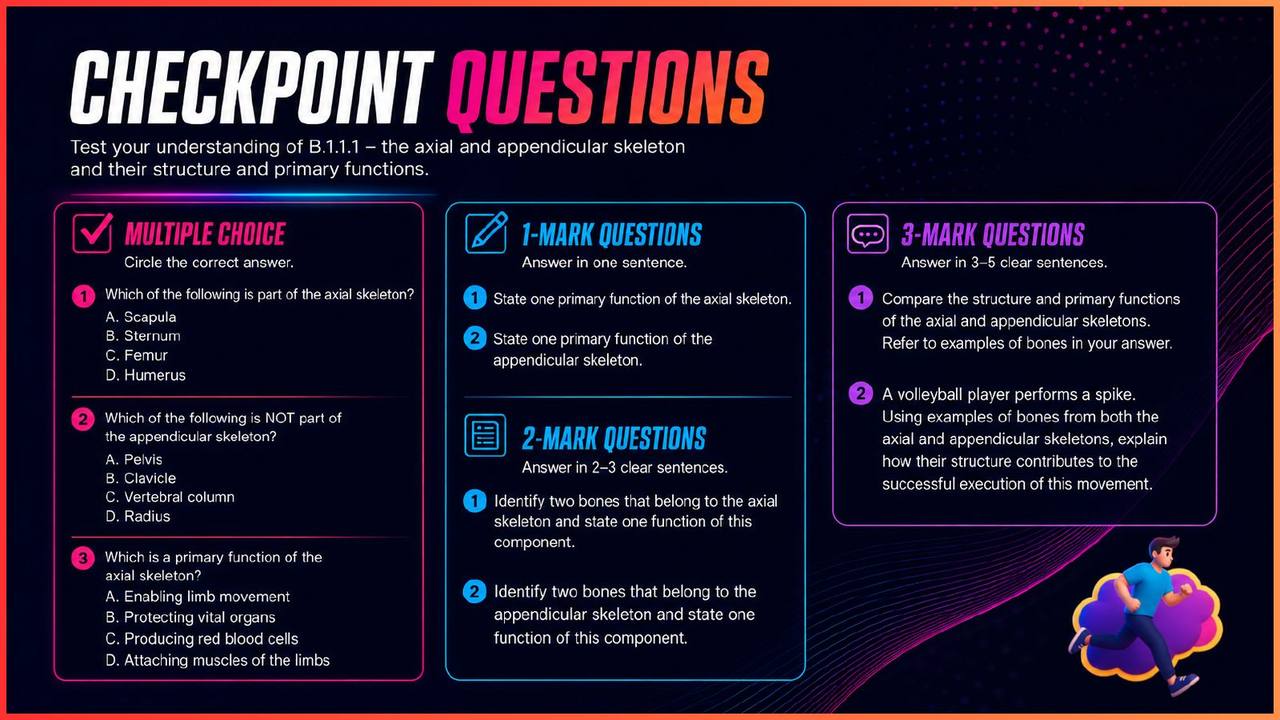 CHECKPOINT QUESTIONS
Test your understanding of B.1.1.1 – the axial and appendicular skeleton
and their structure and primary functions.
MULTIPLE CHOICE
Circle the correct answer.
1 Which of the following is part of the axial skeleton?
A. Scapula
B. Sternum
C. Femur
D. Humerus
2 Which of the following is NOT part of
the appendicular skeleton?
A. Pelvis
B. Clavicle
C. Vertebral column
D. Radius
3 Which is a primary function of the
axial skeleton?
A. Enabling limb movement
B. Protecting vital organs
C. Producing red blood cells
D. Attaching muscles of the limbs
1-MARK QUESTIONS
Answer in one sentence.
1 State one primary function of the axial skeleton.
2 State one primary function of the
appendicular skeleton.
2-MARK QUESTIONS
Answer in 2–3 clear sentences.
1 Identify two bones that belong to the axial
skeleton and state one function of this
component.
2 Identify two bones that belong to the
appendicular skeleton and state one
function of this component.
3-MARK QUESTIONS
Answer in 3–5 clear sentences.
1 Compare the structure and primary functions
of the axial and appendicular skeletons.
Refer to examples of bones in your answer.
2 A volleyball player performs a spike.
Using examples of bones from both the
axial and appendicular skeletons, explain
how their structure contributes to the
successful execution of this movement.